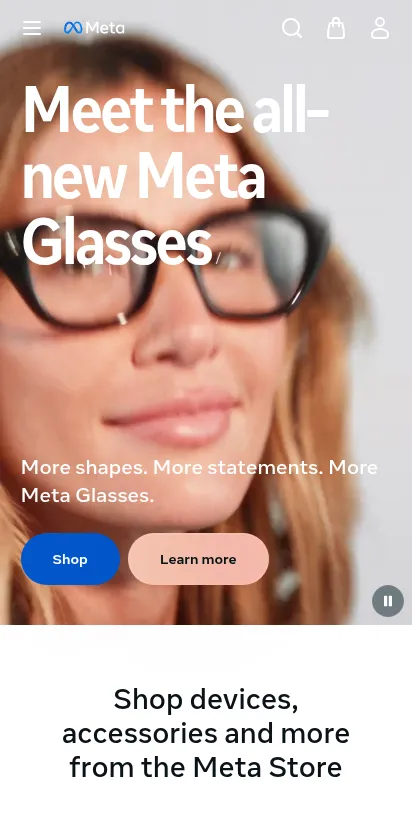 Meta
Meet the all-
new Meta
Glasses
More shapes. More statements. More
Meta Glasses.
Shop
Learn more
Shop devices,
accessories and more
from the Meta Store